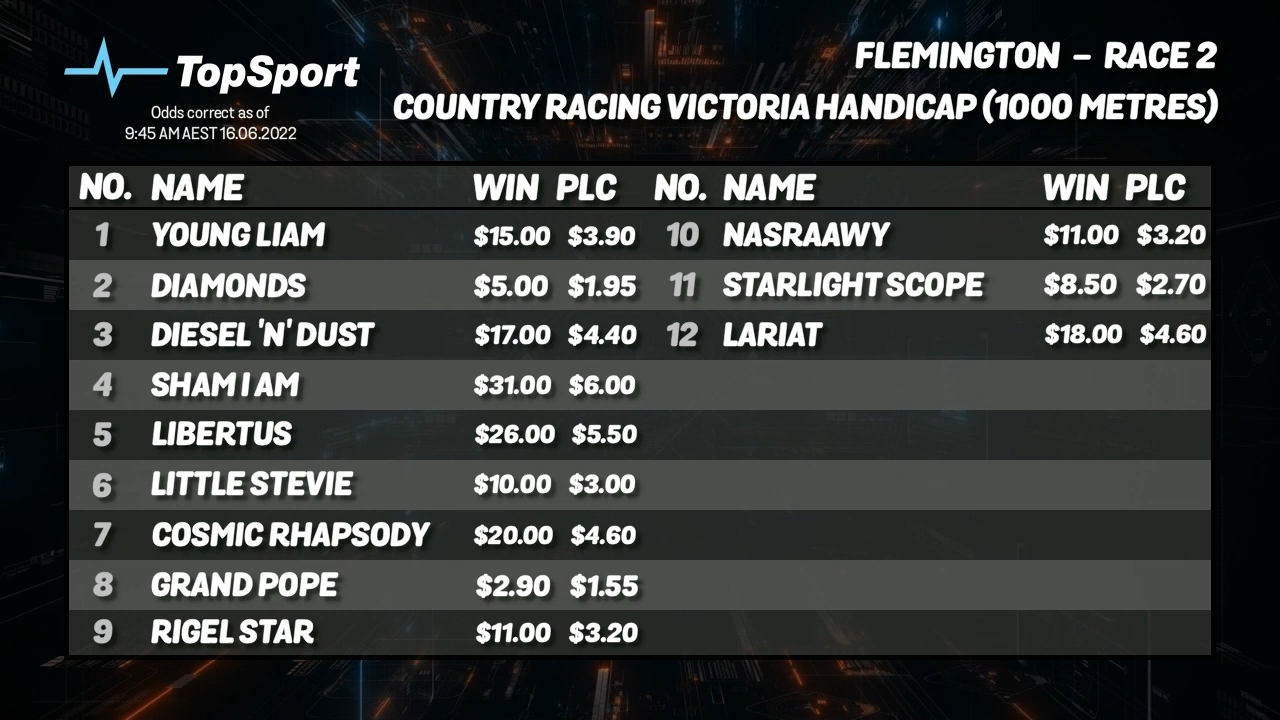 TopSport
Odds correct as of
9:45 AM AEST 16.06.2022
FLEMINGTON – RACE 2
COUNTRY RACING VICTORIA HANDICAP (1000 METRES)
NO. NAME WIN PLC NO. NAME WIN PLC
1 YOUNG LIAM $15.00 $3.90 10 NASRAAWY $11.00 $3.20
2 DIAMONDS $5.00 $1.95 11 STARLIGHT SCOPE $8.50 $2.70
3 DIESEL 'N' DUST $17.00 $4.40 12 LARIAT $18.00 $4.60
4 SHAM I AM $31.00 $6.00
5 LIBERTUS $26.00 $5.50
6 LITTLE STEVIE $10.00 $3.00
7 COSMIC RHAPSODY $20.00 $4.60
8 GRAND POPE $2.90 $1.55
9 RIGEL STAR $11.00 $3.20